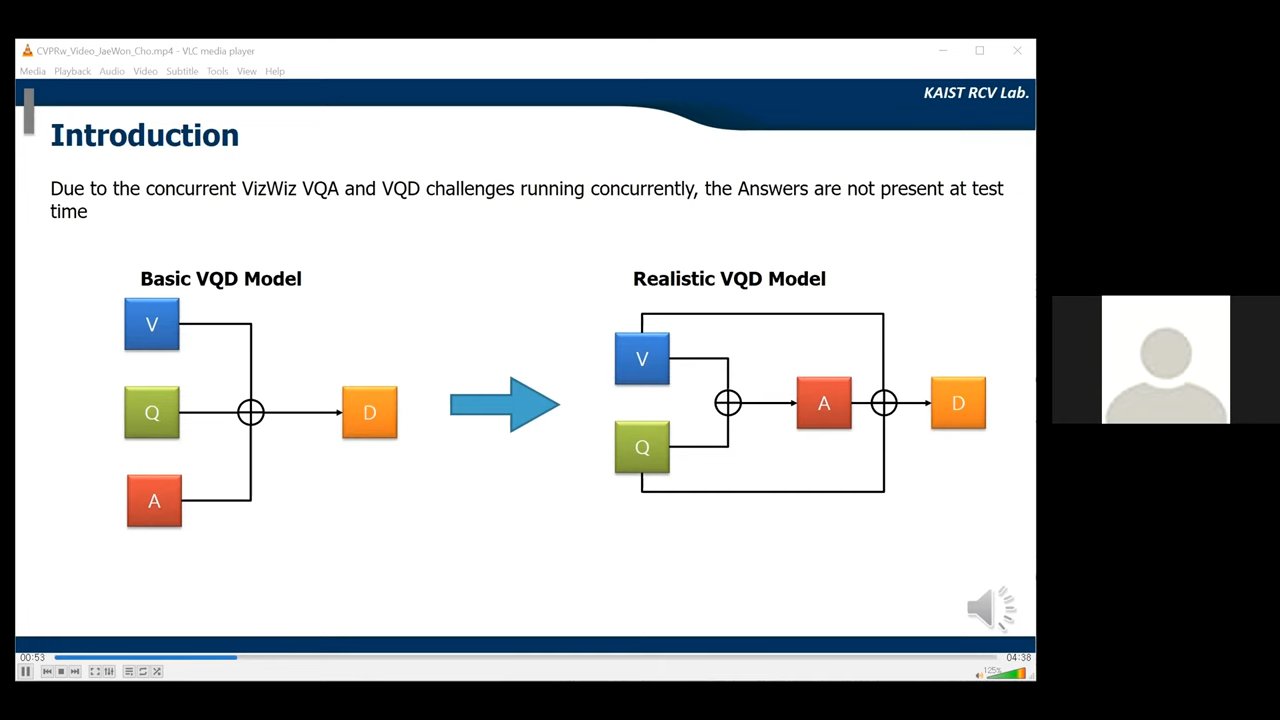 CVPRw_Video_JaeWon_Cho.mp4 - VLC media player
Media Playback Audio Video Subtitle Tools View Help
KAIST RCV Lab.
Introduction
Due to the concurrent VizWiz VQA and VQD challenges running concurrently, the Answers are not present at test
time
Basic VQD Model
V
Q
A
D
Realistic VQD Model
V
Q
A
D
00:53
04:38
125%